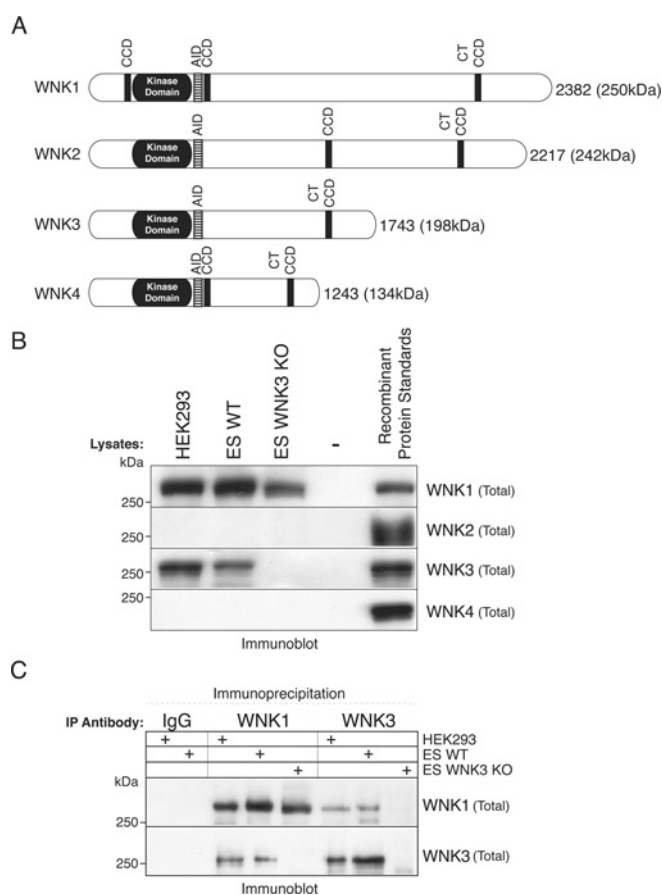 A
CCD AID CCD CT CCD
WNK1 Kinase Domain 2382 (250kDa)
AID CCD CT CCD
WNK2 Kinase Domain 2217 (242kDa)
AID CT CCD
WNK3 Kinase Domain 1743 (198kDa)
AID CCD CT CCD
WNK4 Kinase Domain 1243 (134kDa)
B
Lysates: HEK293 ES WT ES WNK3 KO - Recombinant Protein Standards
kDa
250 WNK1 (Total)
250 WNK2 (Total)
250 WNK3 (Total)
250 WNK4 (Total)
Immunoblot
C
Immunoprecipitation
IP Antibody: IgG WNK1 WNK3
+ + + HEK293
+ + + ES WT
+ + ES WNK3 KO
kDa
250 WNK1 (Total)
250 WNK3 (Total)
Immunoblot